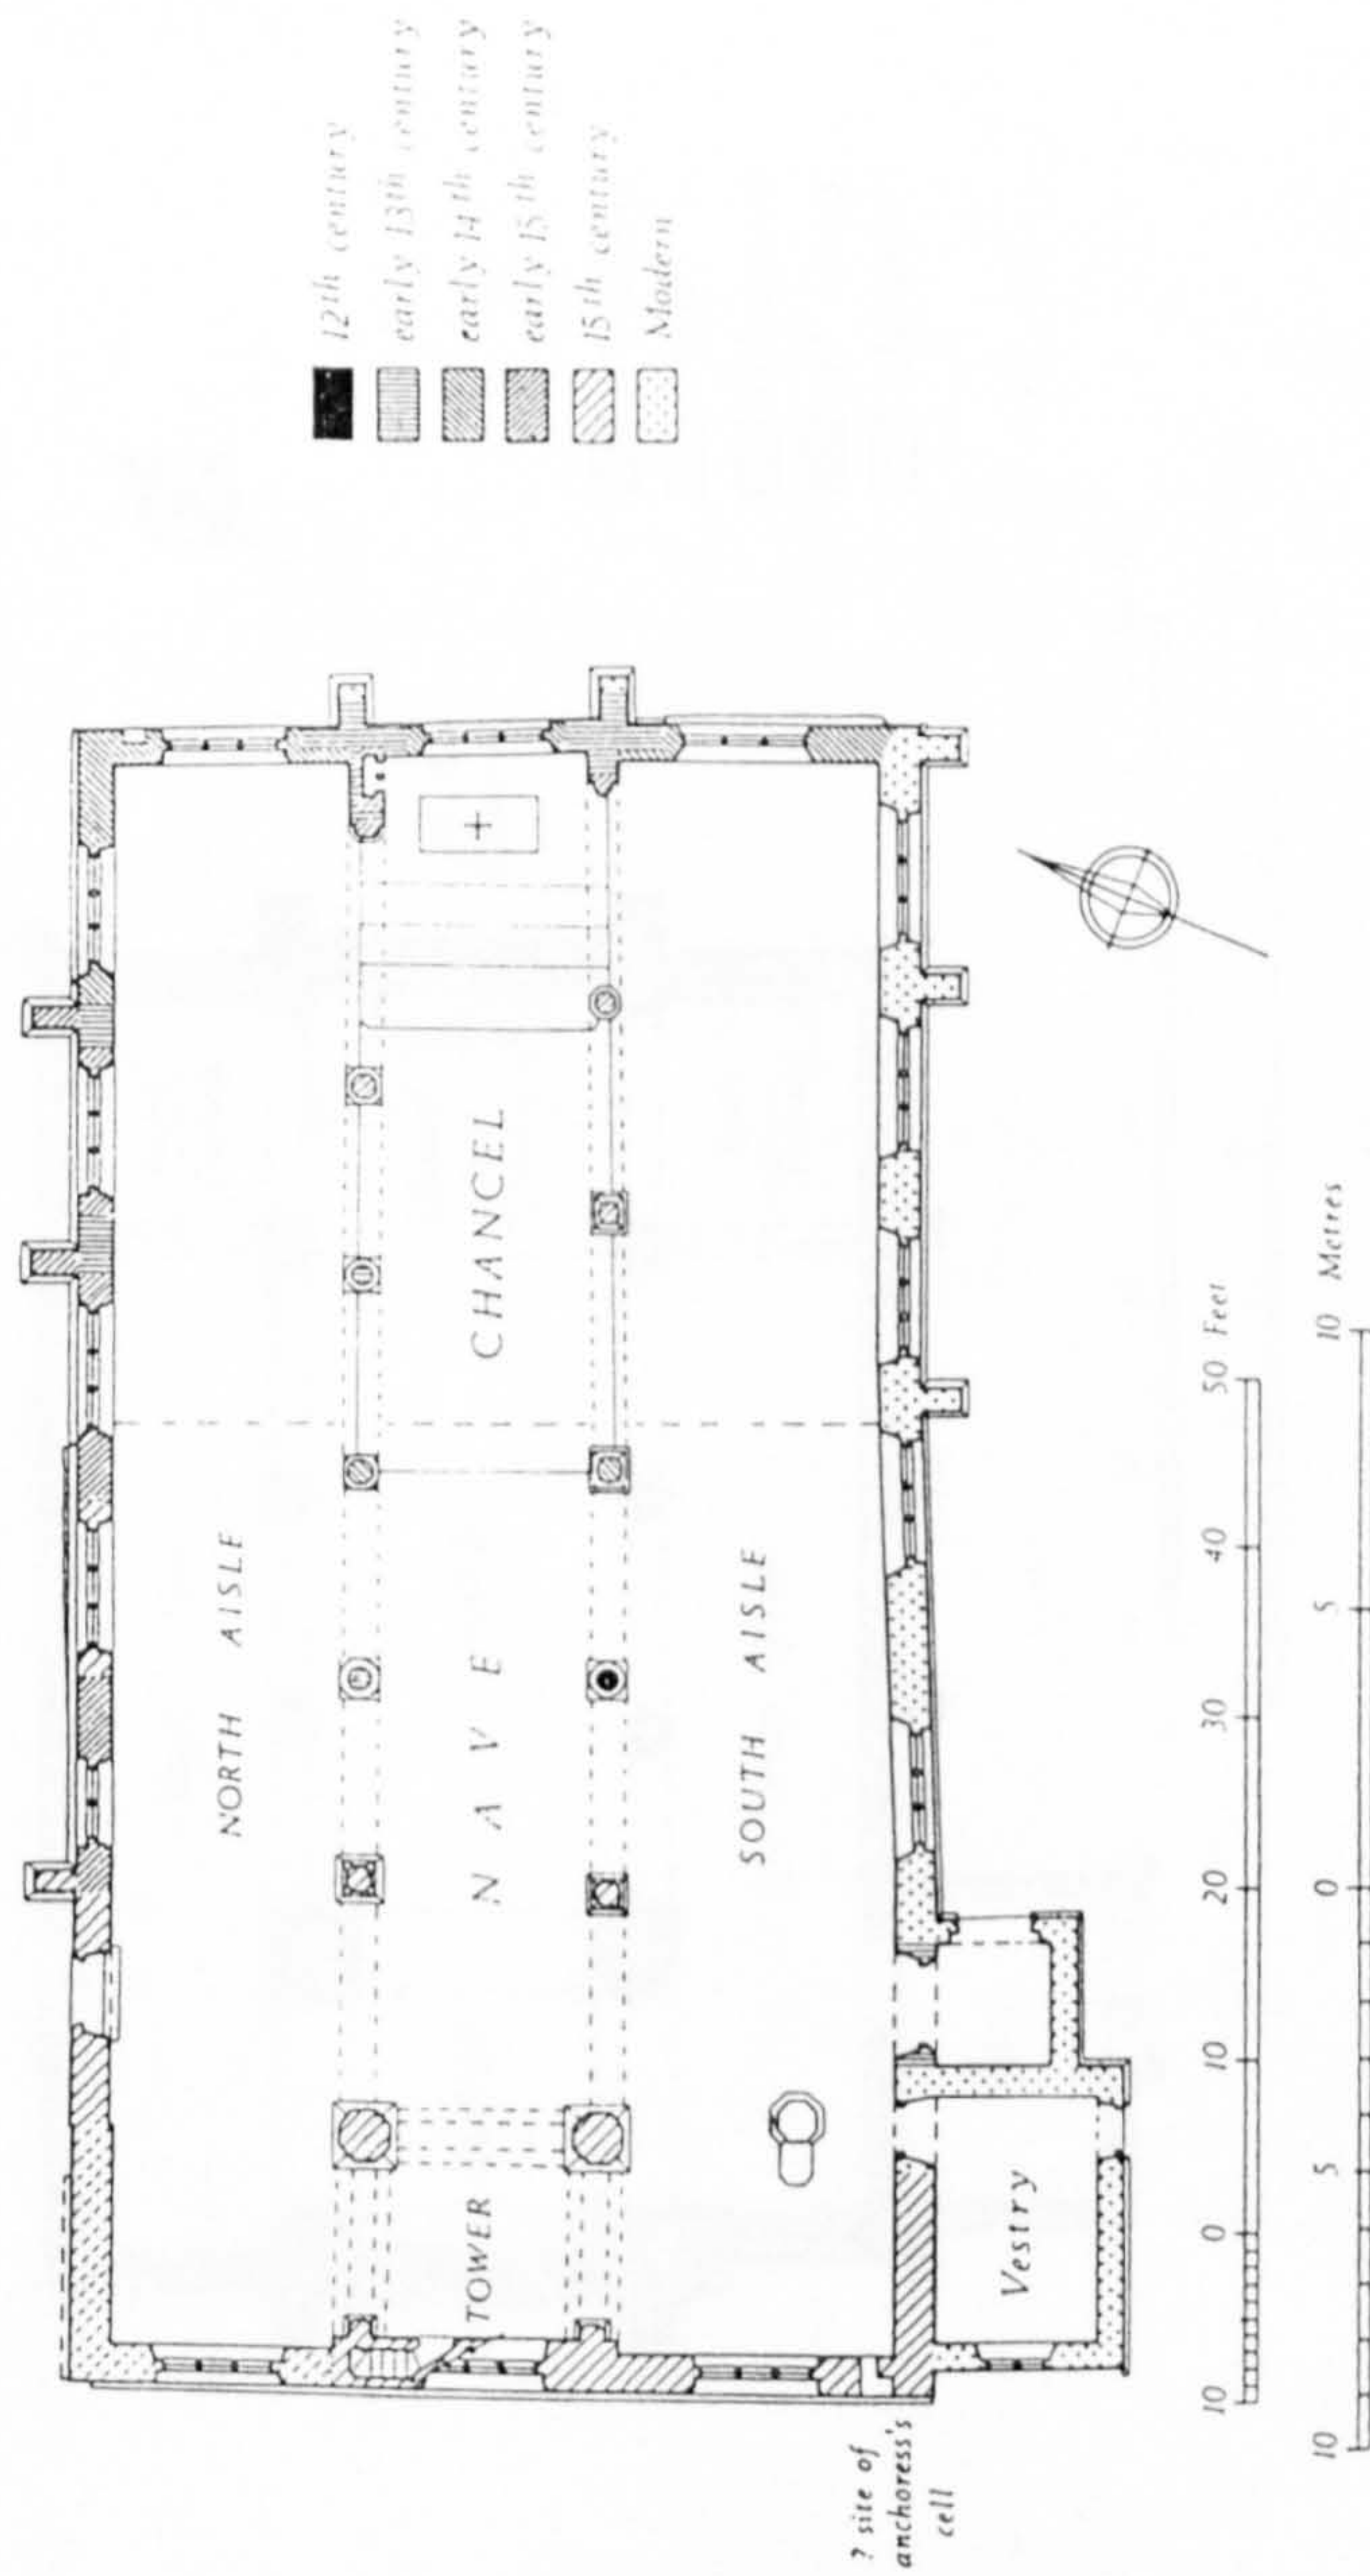 12th century
early 13th century
early 14th century
early 15th century
15th century
Modern
NORTH AISLE
NAVE
CHANCEL
TOWER
SOUTH AISLE
Vestry
? site of
anchoress's
cell
10 0 10 20 30 40 50 Feet
10 5 0 5 10 Metres